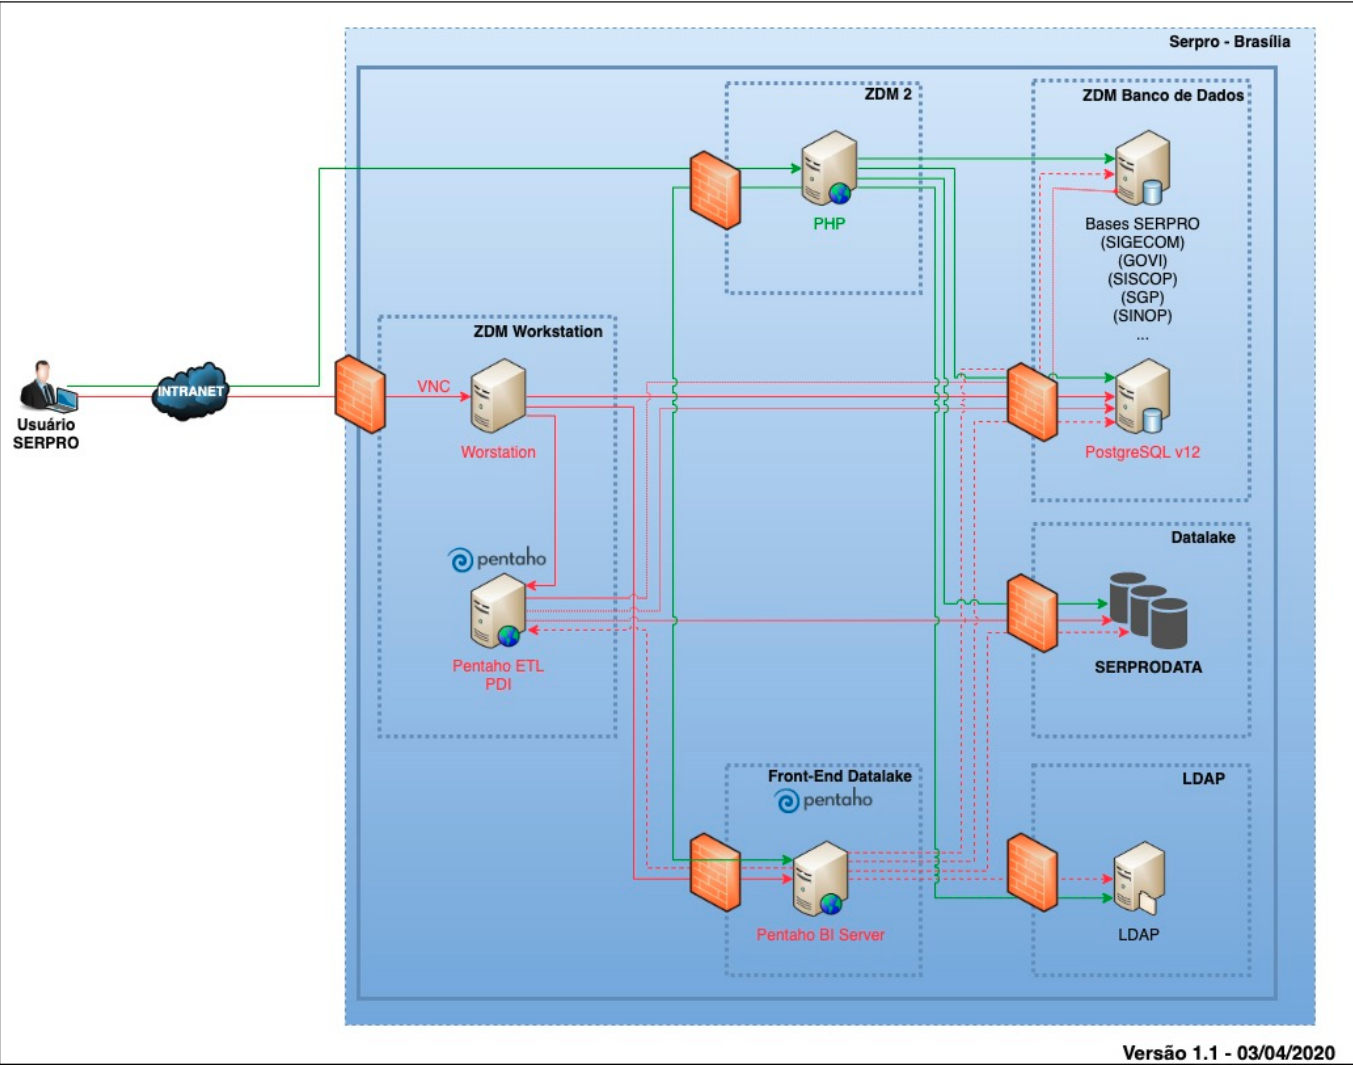 Serpro - Brasília
ZDM 2
ZDM Banco de Dados
PHP
Bases SERPRO
(SIGECOM)
(GOVI)
(SISCOP)
(SGP)
(SINOP)
...
ZDM Workstation
INTRANET
VNC
Usuário
SERPRO
Worstation
PostgreSQL v12
Datalake
pentaho
Pentaho ETL
PDI
SERPRODATA
Front-End Datalake
pentaho
LDAP
Pentaho BI Server
LDAP
Versão 1.1 - 03/04/2020